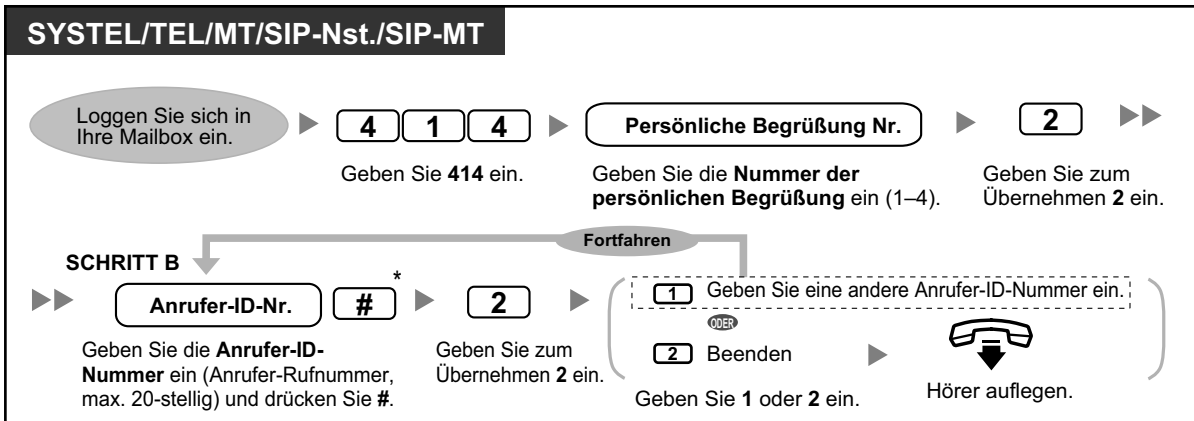 SYSTEL/TEL/MT/SIP-Nst./SIP-MT
Loggen Sie sich in
Ihre Mailbox ein.
4 1 4
Geben Sie 414 ein.
Persönliche Begrüßung Nr.
Geben Sie die Nummer der
persönlichen Begrüßung ein (1–4).
2
Geben Sie zum
Übernehmen 2 ein.
Fortfahren
SCHRITT B
Anrufer-ID-Nr. # *
Geben Sie die Anrufer-ID-
Nummer ein (Anrufer-Rufnummer,
max. 20-stellig) und drücken Sie #.
2
Geben Sie zum
Übernehmen 2 ein.
1 Geben Sie eine andere Anrufer-ID-Nummer ein.
ODER
2 Beenden
Geben Sie 1 oder 2 ein.
Hörer auflegen.